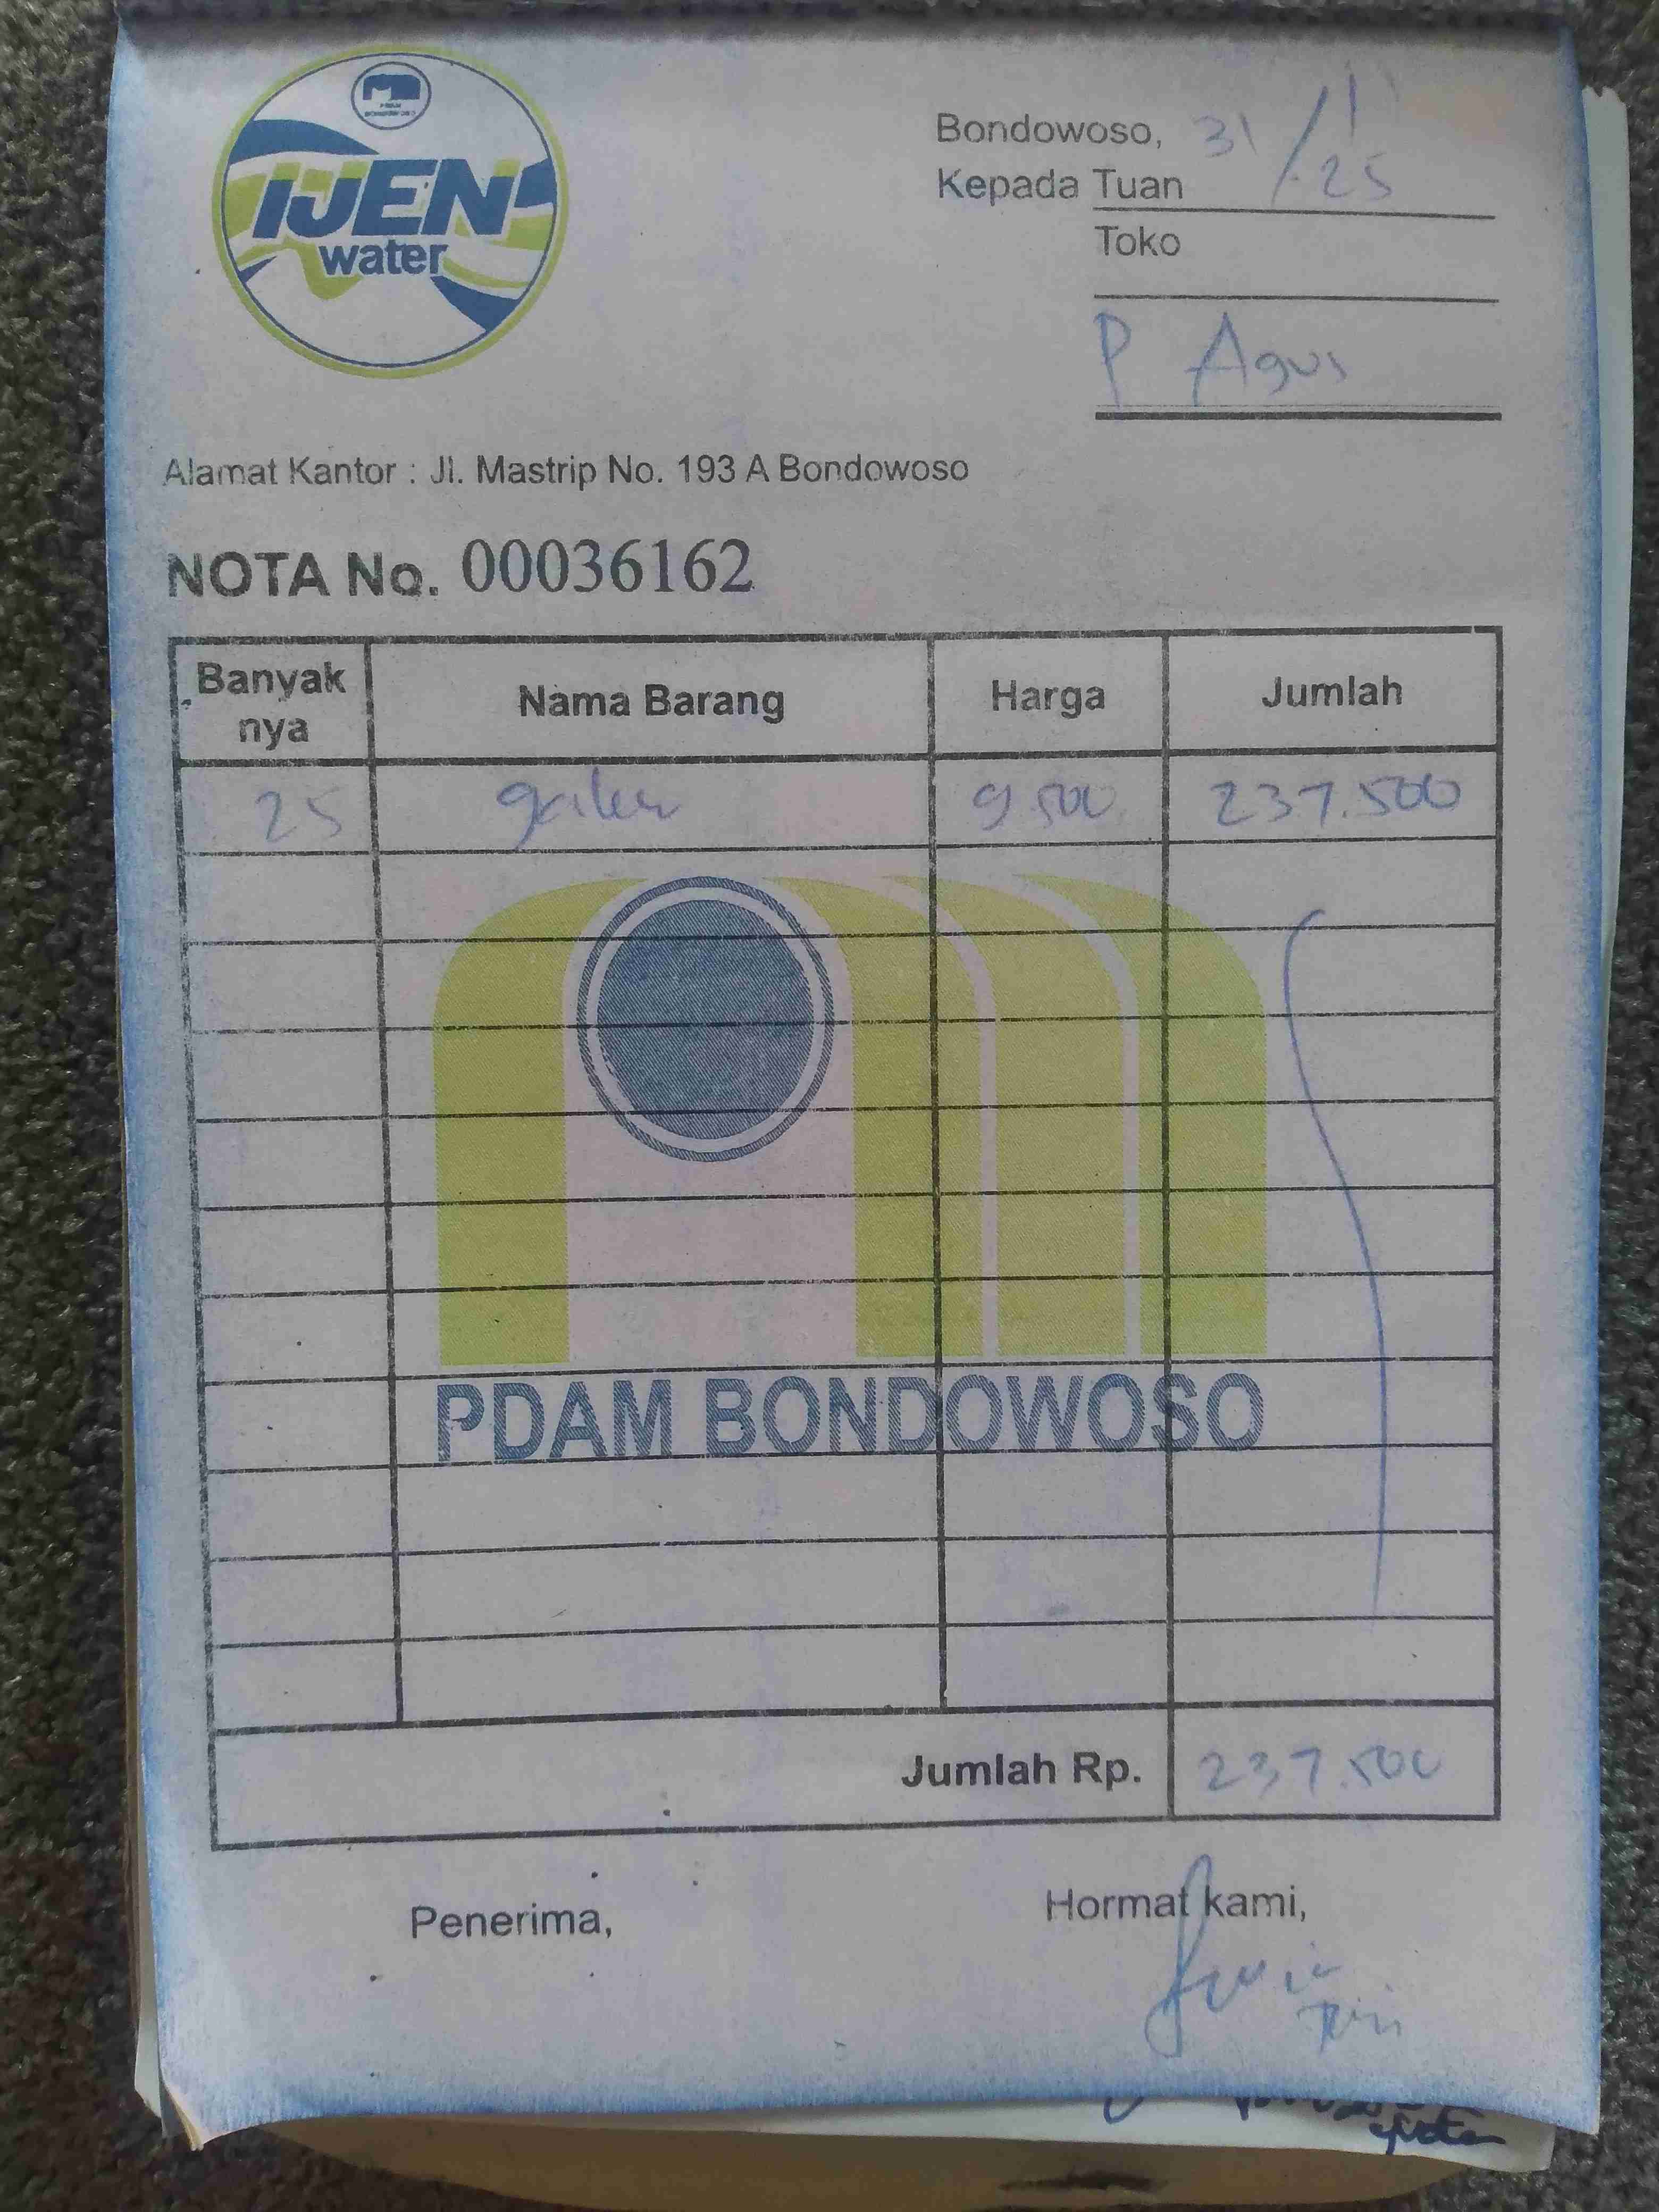 PDAM
BONDOWOSO
IJEN
water
Bondowoso, 31/1
Kepada Tuan 25
Toko
P Agus
Alamat Kantor : Jl. Mastrip No. 193 A Bondowoso
NOTA No. 00036162
Banyak nya Nama Barang Harga Jumlah
25 galon 9.500 237.500
PDAM BONDOWOSO
Jumlah Rp. 237.500
Penerima, Hormat kami,